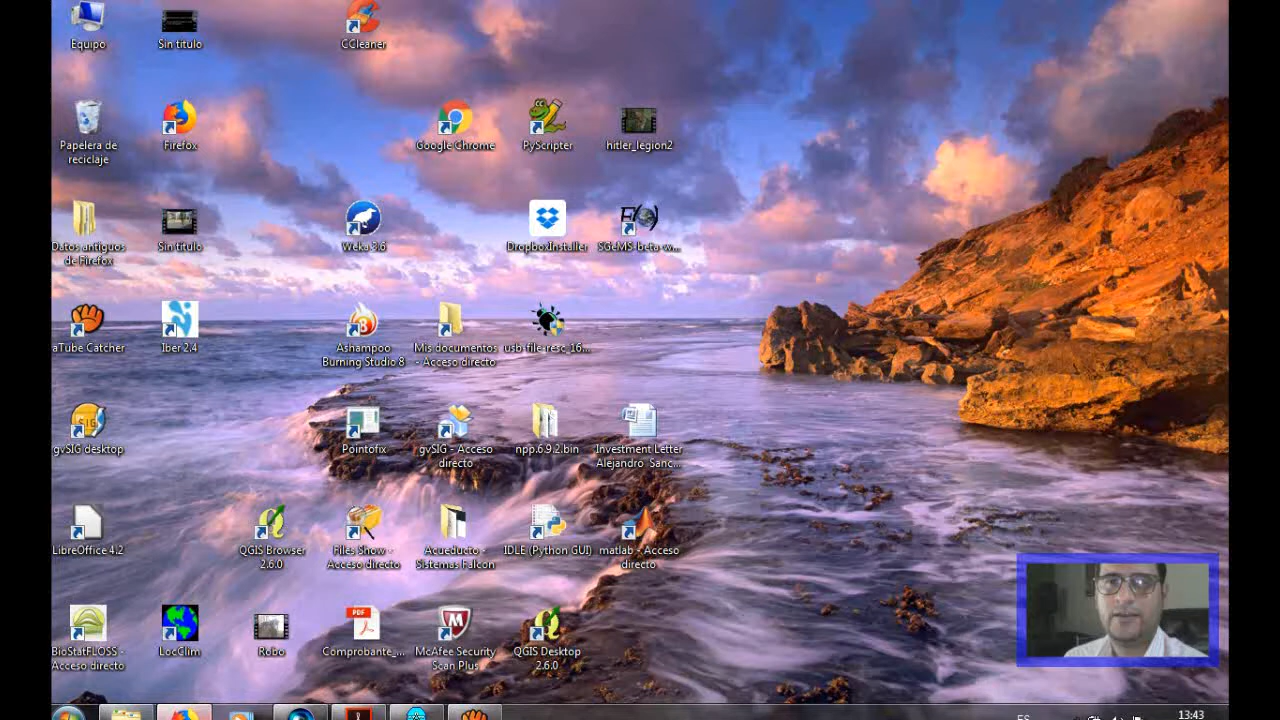 Equipo
Sin título
CCleaner
Papelera de
reciclaje
Firefox
Google Chrome
PyScripter
hitler_legion2
Datos antiguos
de Firefox
Sin título
Weka 3.6
DropboxInstaller
SGeMS-beta-w...
aTube Catcher
Iber 2.4
Ashampoo
Burning Studio 8
Mis documentos
- Acceso directo
usb-file-resc_16...
gvSIG desktop
Pointofix
gvSIG - Acceso
directo
npp.6.9.2.bin
Investment Letter
Alejandro Sanc...
LibreOffice 4.2
QGIS Browser
2.6.0
Files Show -
Acceso directo
Acueducto -
Sistemas Falcon
IDLE (Python GUI)
matlab - Acceso
directo
BioStatFLOSS -
Acceso directo
LocClim
Robo
PDF
Comprobante_...
McAfee Security
Scan Plus
QGIS Desktop
2.6.0
ES
13:43